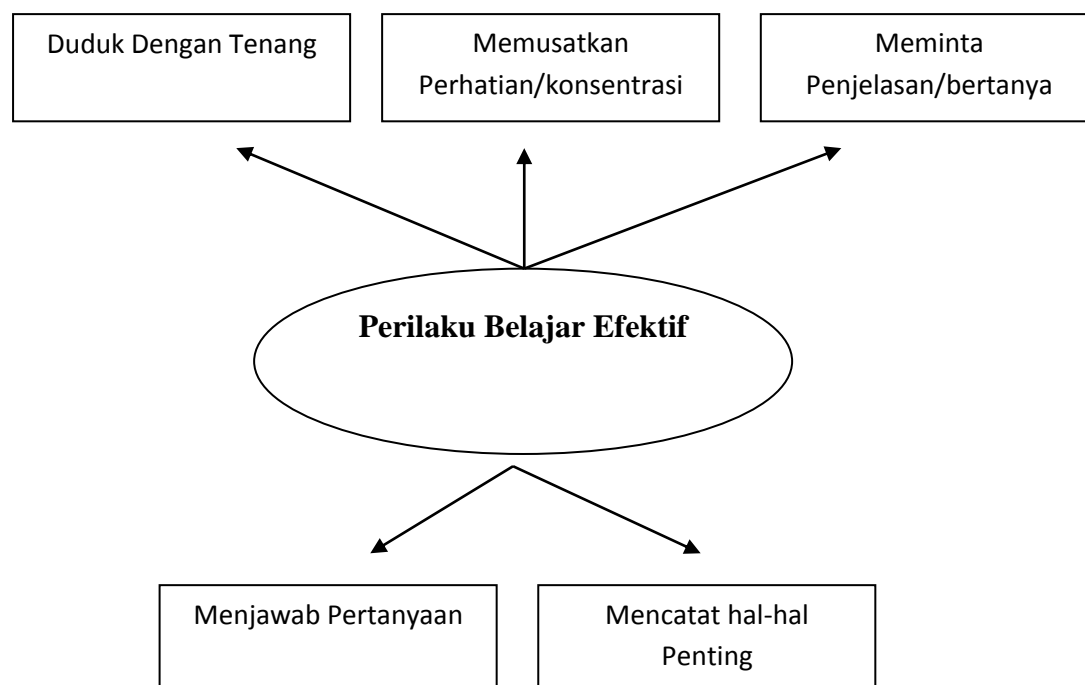 Duduk Dengan Tenang
Memusatkan
Perhatian/konsentrasi
Meminta
Penjelasan/bertanya
Perilaku Belajar Efektif
Menjawab Pertanyaan
Mencatat hal-hal
Penting